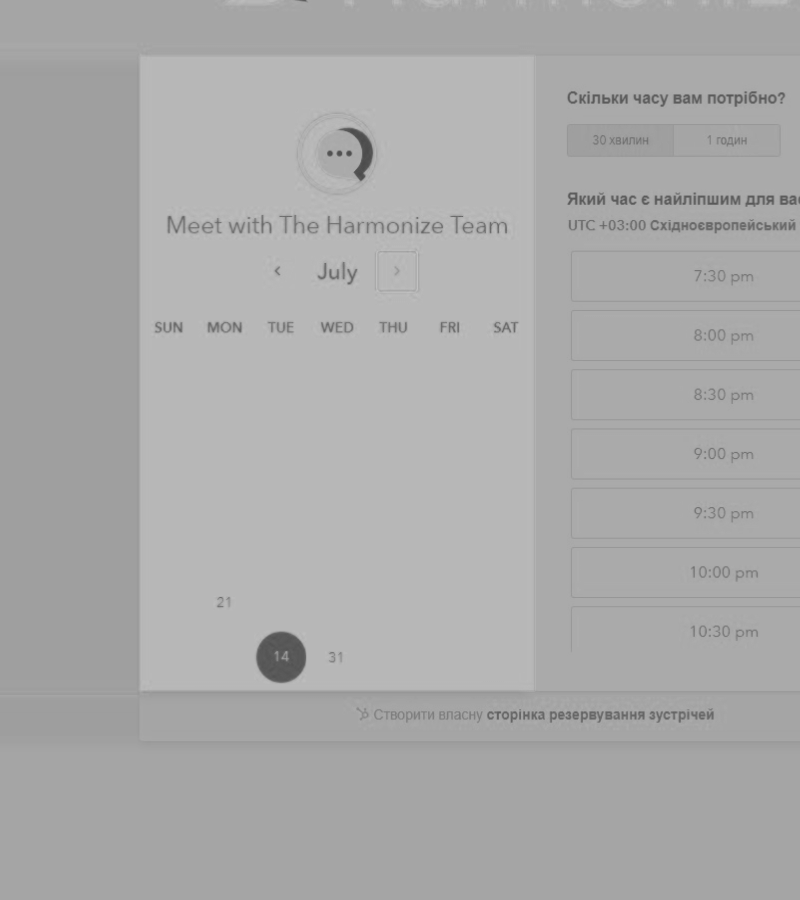 Meet with The Harmonize Team
‹ July ›
SUN MON TUE WED THU FRI SAT
21
14 31
Скільки часу вам потрібно?
30 хвилин 1 годин
Який час є найліпшим для
UTC +03:00 Східноєвропейський
7:30 pm
8:00 pm
8:30 pm
9:00 pm
9:30 pm
10:00 pm
10:30 pm
Створити власну сторінка резервування зустрічей